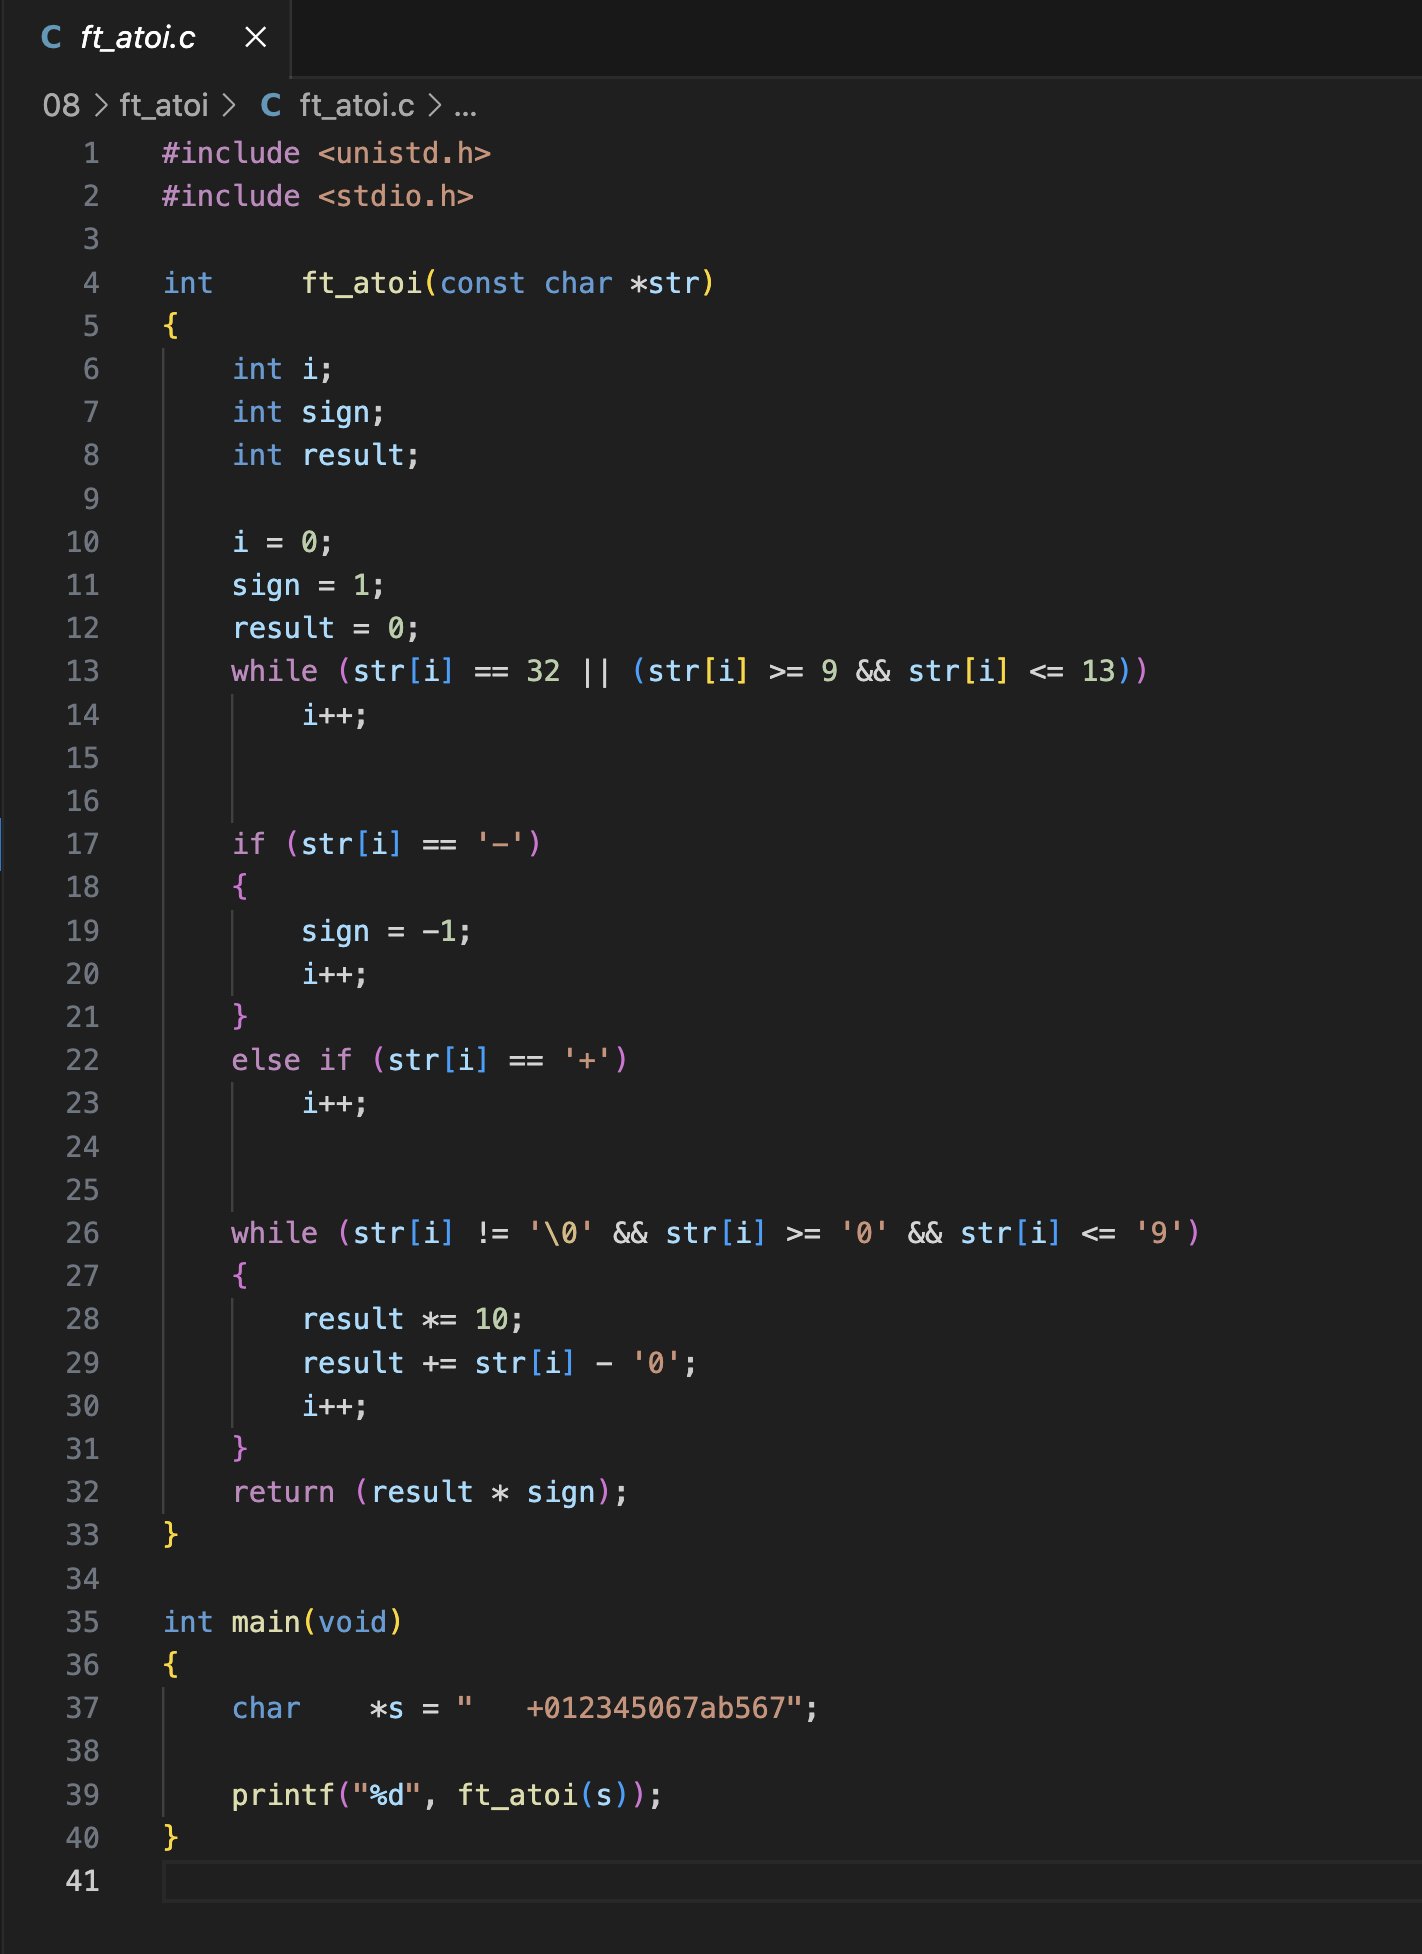 C ft_atoi.c ×
08 > ft_atoi > C ft_atoi.c > ...
1 #include <unistd.h>
2 #include <stdio.h>
3
4 int     ft_atoi(const char *str)
5 {
6     int i;
7     int sign;
8     int result;
9
10     i = 0;
11     sign = 1;
12     result = 0;
13     while (str[i] == 32 || (str[i] >= 9 && str[i] <= 13))
14         i++;
15
16
17     if (str[i] == '-')
18     {
19         sign = -1;
20         i++;
21     }
22     else if (str[i] == '+')
23         i++;
24
25
26     while (str[i] != '\0' && str[i] >= '0' && str[i] <= '9')
27     {
28         result *= 10;
29         result += str[i] - '0';
30         i++;
31     }
32     return (result * sign);
33 }
34
35 int main(void)
36 {
37     char    *s = "   +012345067ab567";
38
39     printf("%d", ft_atoi(s));
40 }
41